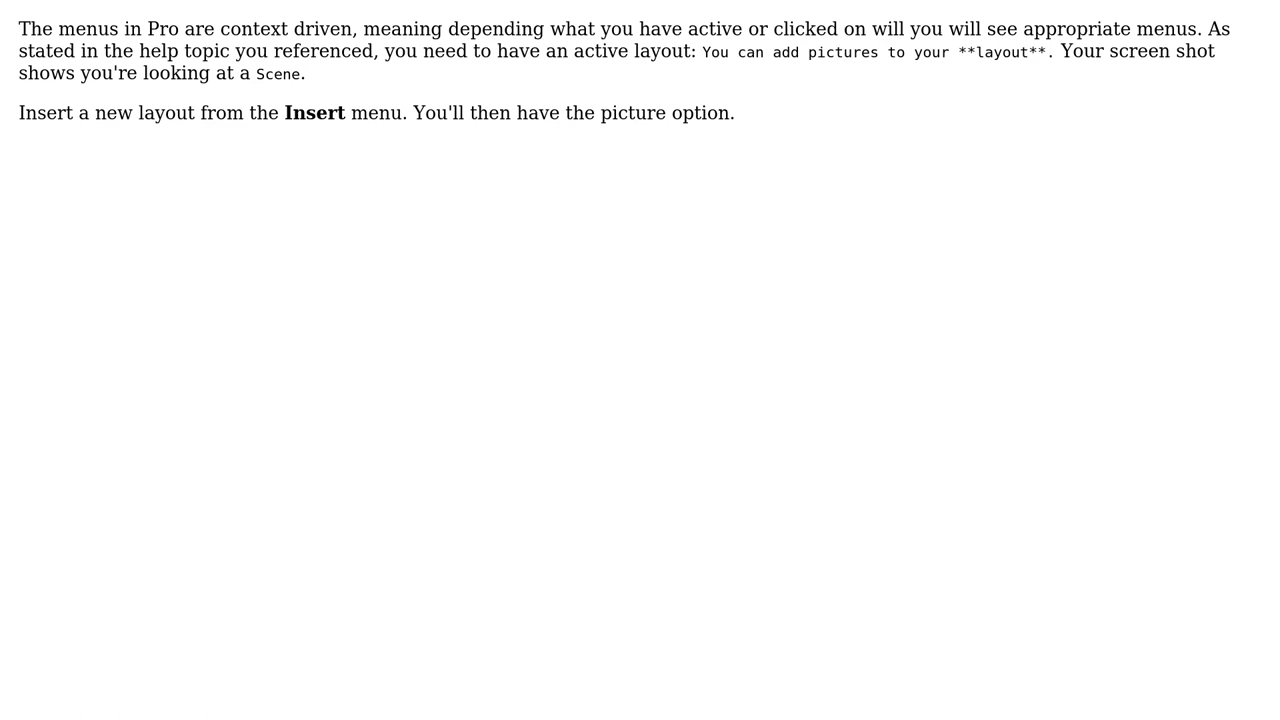 The menus in Pro are context driven, meaning depending what you have active or clicked on will you will see appropriate menus. As
stated in the help topic you referenced, you need to have an active layout: You can add pictures to your **layout**. Your screen shot
shows you're looking at a Scene.
Insert a new layout from the Insert menu. You'll then have the picture option.